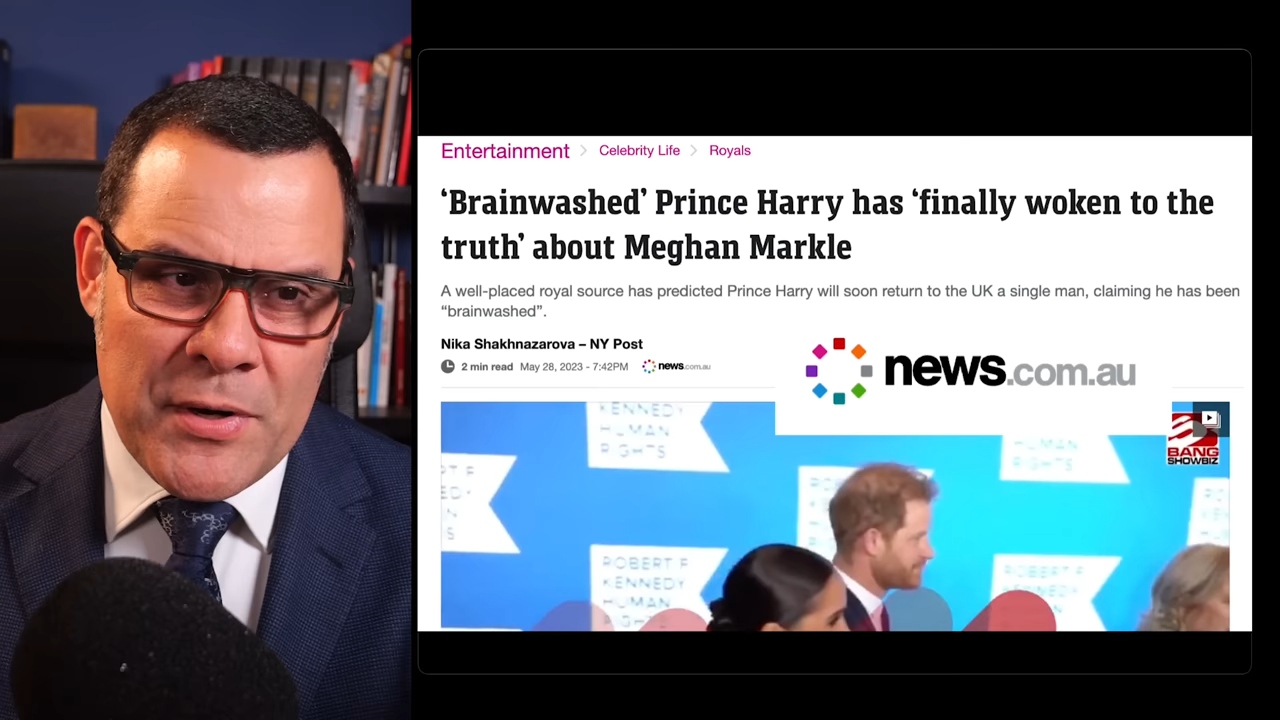 Entertainment > Celebrity Life > Royals
‘Brainwashed’ Prince Harry has ‘finally woken to the
truth’ about Meghan Markle
A well-placed royal source has predicted Prince Harry will soon return to the UK a single man, claiming he has been
“brainwashed”.
Nika Shakhnazarova – NY Post
2 min read May 28, 2023 - 7:42PM news.com.au
news.com.au
BANG
SHOWBIZ
KENNEDY
HUMAN
RIGHTS
ROBERT F
KENNEDY
HUMAN